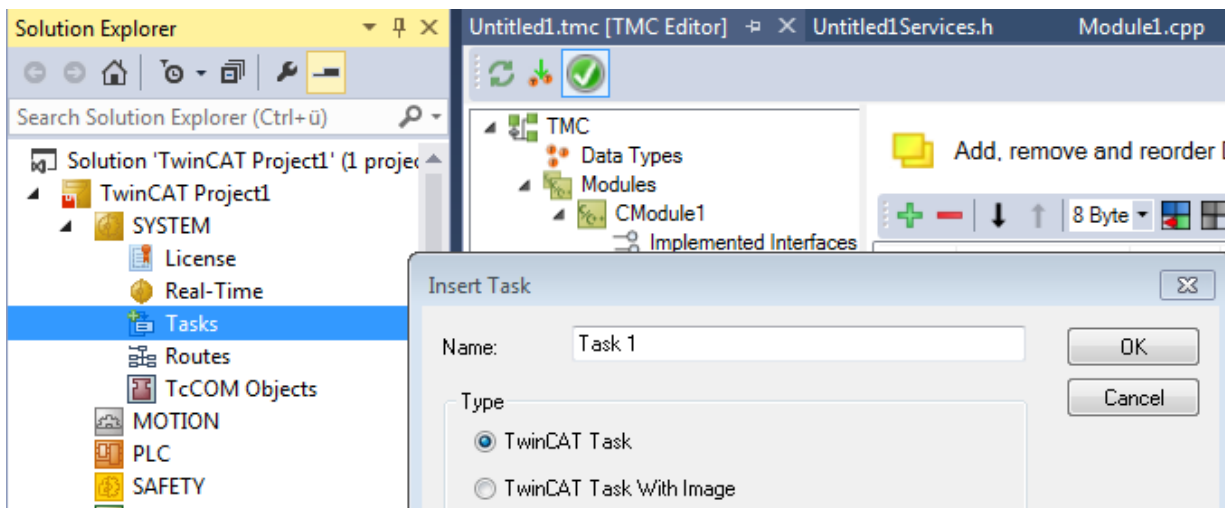 Solution Explorer
Untitled1.tmc [TMC Editor] Untitled1Services.h Module1.cpp
Search Solution Explorer (Ctrl+ü)
Solution 'TwinCAT Project1' (1 projec
TwinCAT Project1
SYSTEM
License
Real-Time
Tasks
Routes
TcCOM Objects
MOTION
PLC
SAFETY
TMC
Data Types
Modules
CModule1
Implemented Interfaces
Add, remove and reorder
8 Byte
Insert Task
Name: Task 1
OK
Cancel
Type
TwinCAT Task
TwinCAT Task With Image